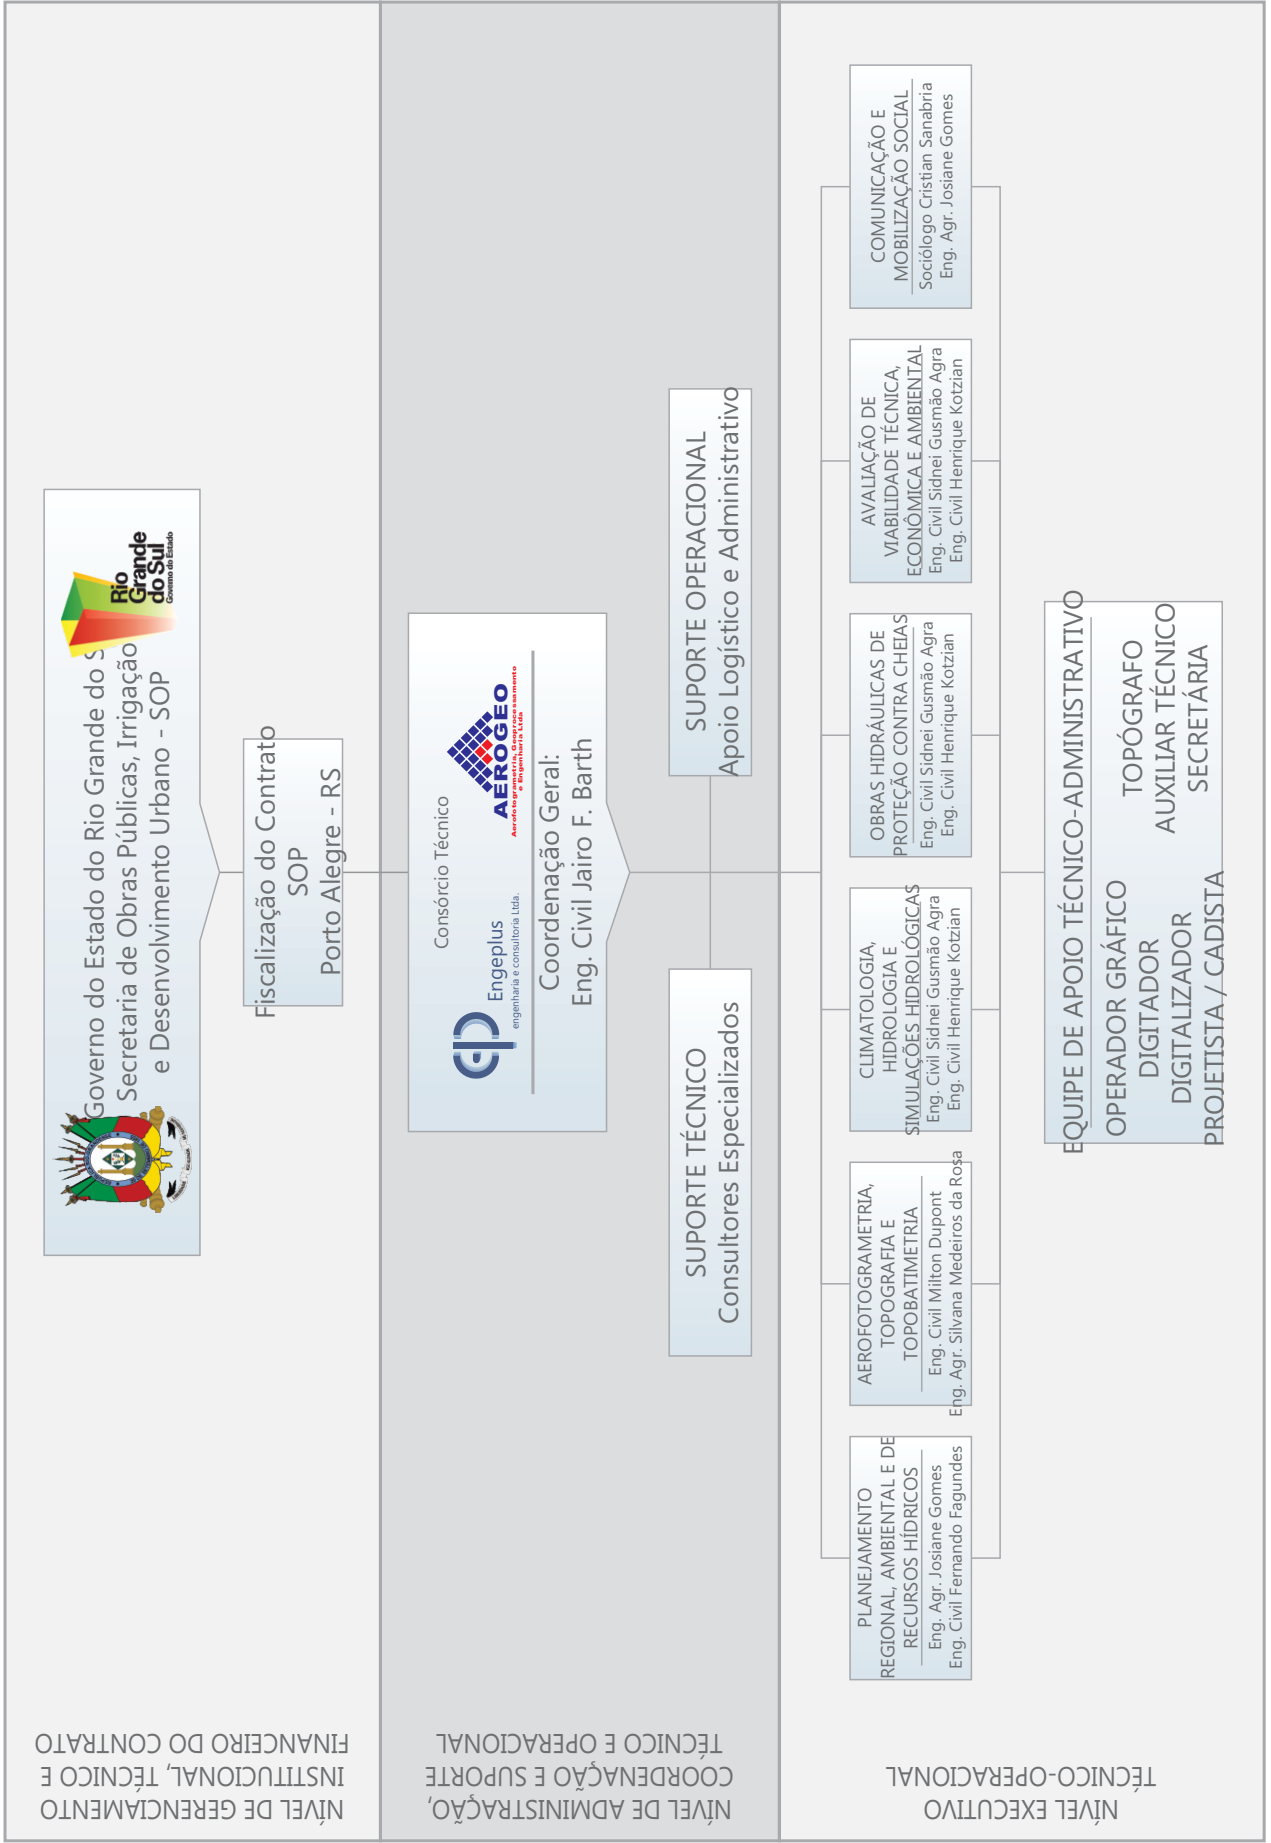 NÍVEL DE GERENCIAMENTO
INSTITUCIONAL, TÉCNICO E
FINANCEIRO DO CONTRATO
Governo do Estado do Rio Grande do S
Secretaria de Obras Públicas, Irrigação
e Desenvolvimento Urbano - SOP
Rio
Grande
do Sul
Governo do Estado
Fiscalização do Contrato
SOP
Porto Alegre - RS
NÍVEL DE ADMINISTRAÇÃO,
COORDENAÇÃO E SUPORTE
TÉCNICO E OPERACIONAL
Consórcio Técnico
Engeplus
engenharia e consultoria Ltda.
AEROGEO
Aerofotogrametria, Geoprocessamento
e Engenharia Ltda
Coordenação Geral:
Eng. Civil Jairo F. Barth
SUPORTE TÉCNICO
Consultores Especializados
SUPORTE OPERACIONAL
Apoio Logístico e Administrativo
NÍVEL EXECUTIVO
TÉCNICO-OPERACIONAL
PLANEJAMENTO
REGIONAL, AMBIENTAL E DE
RECURSOS HÍDRICOS
Eng. Agr. Josiane Gomes
Eng. Civil Fernando Fagundes
AEROFOTOGRAMETRIA,
TOPOGRAFIA E
TOPOBATIMETRIA
Eng. Civil Milton Dupont
Eng. Agr. Silvana Medeiros da Rosa
CLIMATOLOGIA,
HIDROLOGIA E
SIMULAÇÕES HIDROLÓGICAS
Eng. Civil Sidnei Gusmão Agra
Eng. Civil Henrique Kotzian
OBRAS HIDRÁULICAS DE
PROTEÇÃO CONTRA CHEIAS
Eng. Civil Sidnei Gusmão Agra
Eng. Civil Henrique Kotzian
AVALIAÇÃO DE
VIABILIDADE TÉCNICA,
ECONÔMICA E AMBIENTAL
Eng. Civil Sidnei Gusmão Agra
Eng. Civil Henrique Kotzian
COMUNICAÇÃO E
MOBILIZAÇÃO SOCIAL
Sociólogo Cristian Sanabria
Eng. Agr. Josiane Gomes
EQUIPE DE APOIO TÉCNICO-ADMINISTRATIVO
OPERADOR GRÁFICO
DIGITADOR
DIGITALIZADOR
PROJETISTA / CADISTA
TOPÓGRAFO
AUXILIAR TÉCNICO
SECRETÁRIA